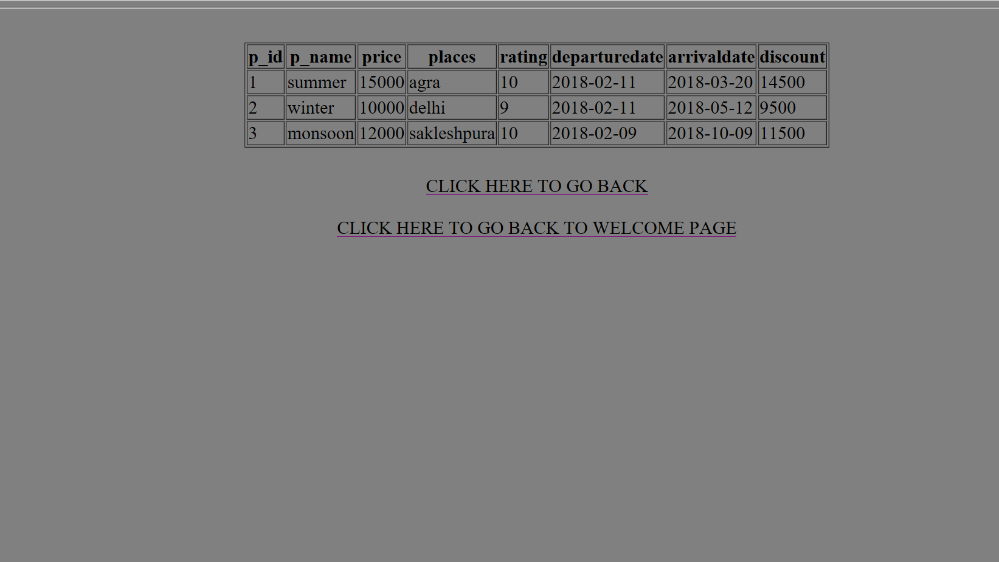 p_id p_name price places rating departuredate arrivaldate discount
1 summer 15000 agra 10 2018-02-11 2018-03-20 14500
2 winter 10000 delhi 9 2018-02-11 2018-05-12 9500
3 monsoon 12000 sakleshpura 10 2018-02-09 2018-10-09 11500
CLICK HERE TO GO BACK
CLICK HERE TO GO BACK TO WELCOME PAGE